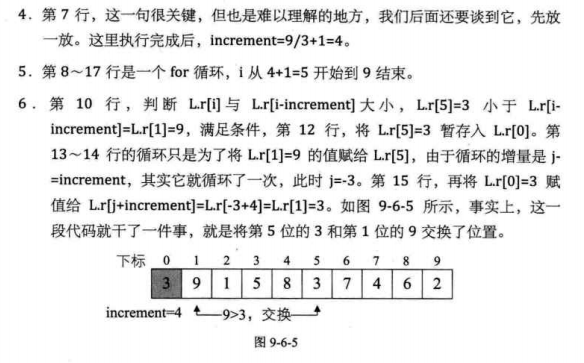 4．第 7 行，这一句很关键，但也是难以理解的地方，我们后面还要谈到它，先放
一放。这里执行完成后，increment=9/3+1=4。
5．第 8～17 行是一个 for 循环，i 从 4+1=5 开始到 9 结束。
6．第 10 行，判断 L.r[i]与 L.r[i-increment]大小，L.r[5]=3 小于 L.r[i-
increment]=L.r[1]=9，满足条件，第 12 行，将 L.r[5]=3 暂存入 L.r[0]。第
13～14 行的循环只是为了将 L.r[1]=9 的值赋给 L.r[5]，由于循环的增量是 j-
=increment，其实它就循环了一次，此时 j=-3。第 15 行，再将 L.r[0]=3 赋
值给 L.r[j+increment]=L.r[-3+4]=L.r[1]=3。如图 9-6-5 所示，事实上，这一
段代码就干了一件事，就是将第 5 位的 3 和第 1 位的 9 交换了位置。
下标 0 1 2 3 4 5 6 7 8 9
3 9 1 5 8 3 7 4 6 2
increment=4 9>3，交换
图 9-6-5